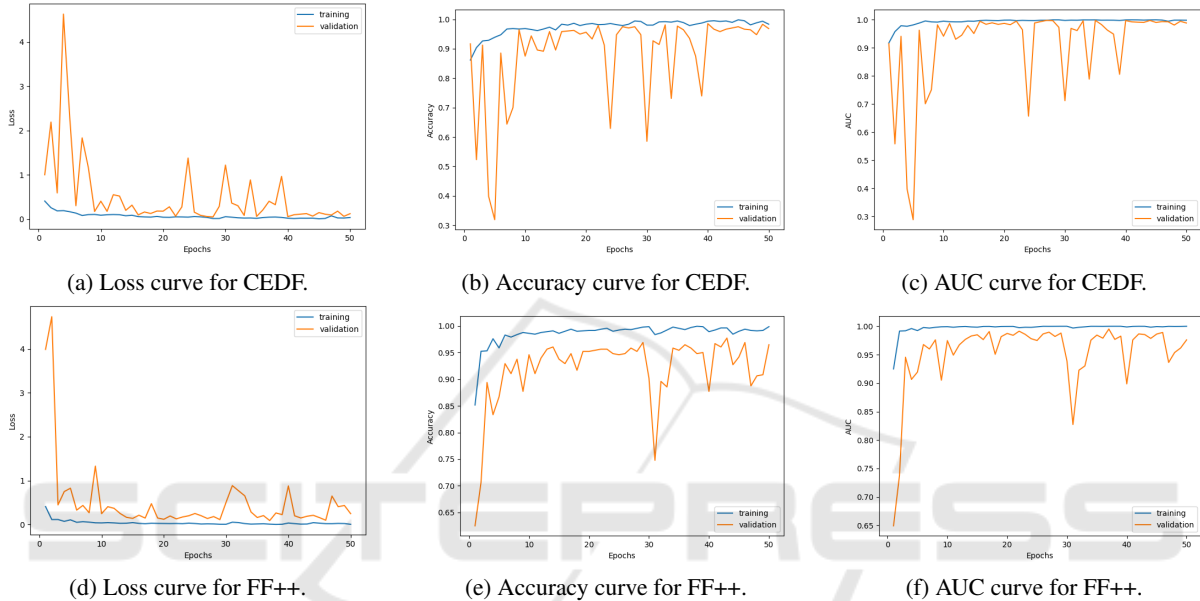 training
validation
Loss
4
3
2
1
0
0 10 20 30 40 50
Epochs
(a) Loss curve for CEDF.
training
validation
Accuracy
1.0
0.9
0.8
0.7
0.6
0.5
0.4
0.3
0 10 20 30 40 50
Epochs
(b) Accuracy curve for CEDF.
training
validation
AUC
1.0
0.9
0.8
0.7
0.6
0.5
0.4
0.3
0 10 20 30 40 50
Epochs
(c) AUC curve for CEDF.
training
validation
Loss
4
3
2
1
0
0 10 20 30 40 50
Epochs
(d) Loss curve for FF++.
training
validation
Accuracy
1.00
0.95
0.90
0.85
0.80
0.75
0.70
0.65
0 10 20 30 40 50
Epochs
(e) Accuracy curve for FF++.
training
validation
AUC
1.00
0.95
0.90
0.85
0.80
0.75
0.70
0.65
0 10 20 30 40 50
Epochs
(f) AUC curve for FF++.
SCITEPRESS